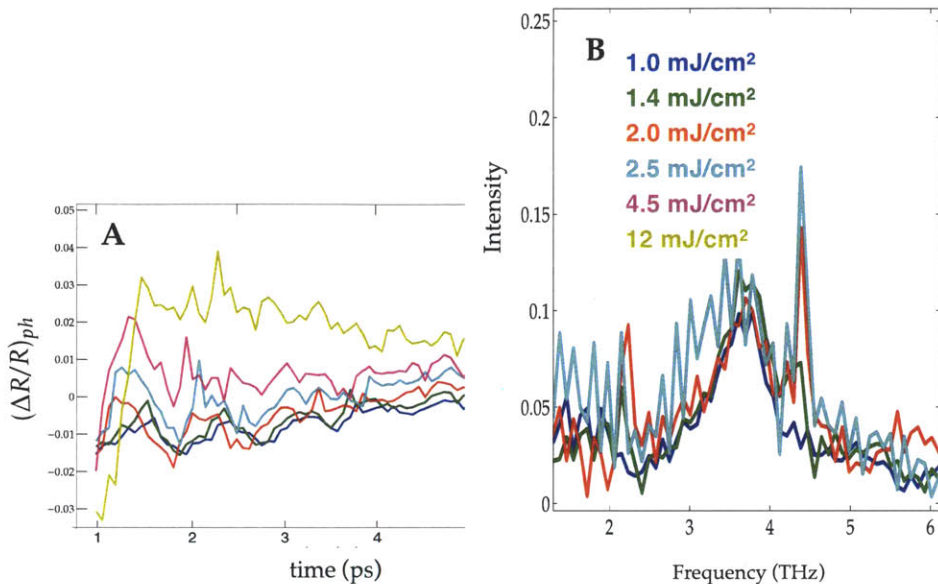 A
0.05
0.04
0.03
0.02
0.01
0
-0.01
-0.02
-0.03
(ΔR/R)ph
1
2
3
4
time (ps)
B
1.0 mJ/cm²
1.4 mJ/cm²
2.0 mJ/cm²
2.5 mJ/cm²
4.5 mJ/cm²
12 mJ/cm²
0.25
0.2
0.15
0.1
0.05
0
Intensity
2
3
4
5
6
Frequency (THz)